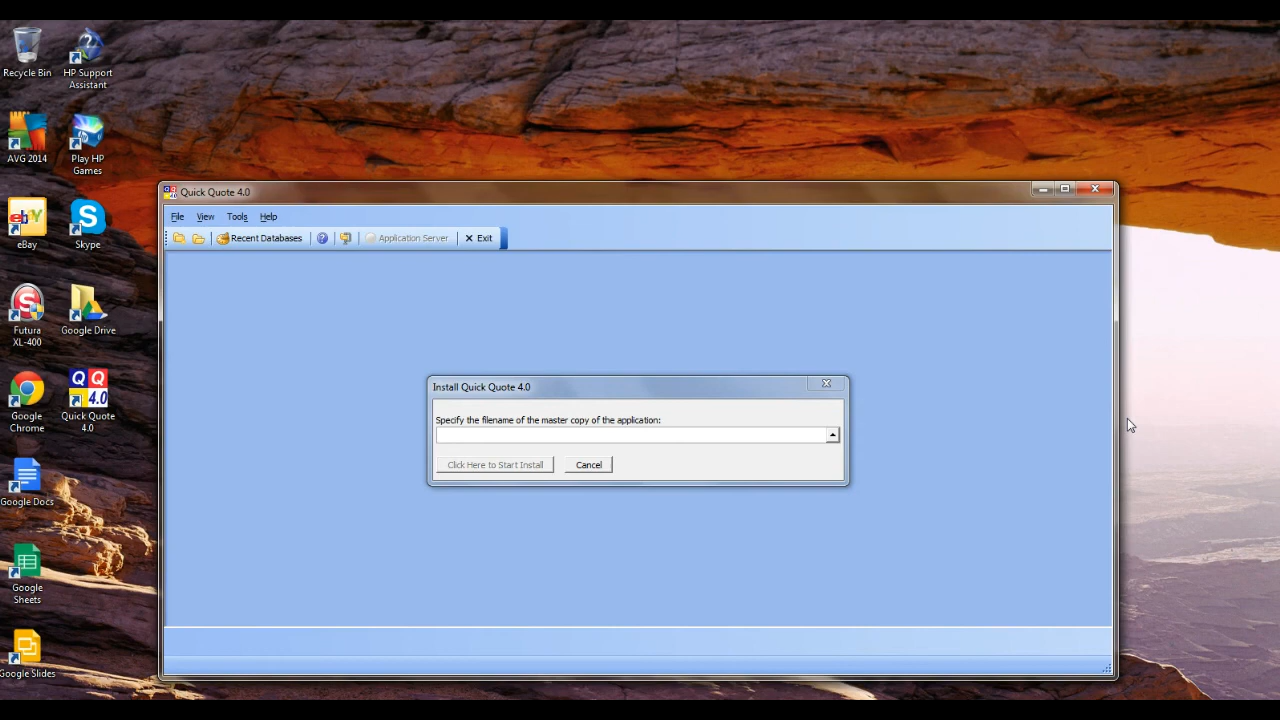 Recycle Bin
HP Support
Assistant
AVG 2014
Play HP
Games
ebY
eBay
S
Skype
S
Futura
XL-400
Google Drive
Google
Chrome
Q Q
4.0
Quick Quote
4.0
Google Docs
Google
Sheets
Google Slides
Quick Quote 4.0
File View Tools Help
Recent Databases ? Application Server X Exit
Install Quick Quote 4.0
Specify the filename of the master copy of the application:
Click Here to Start Install Cancel